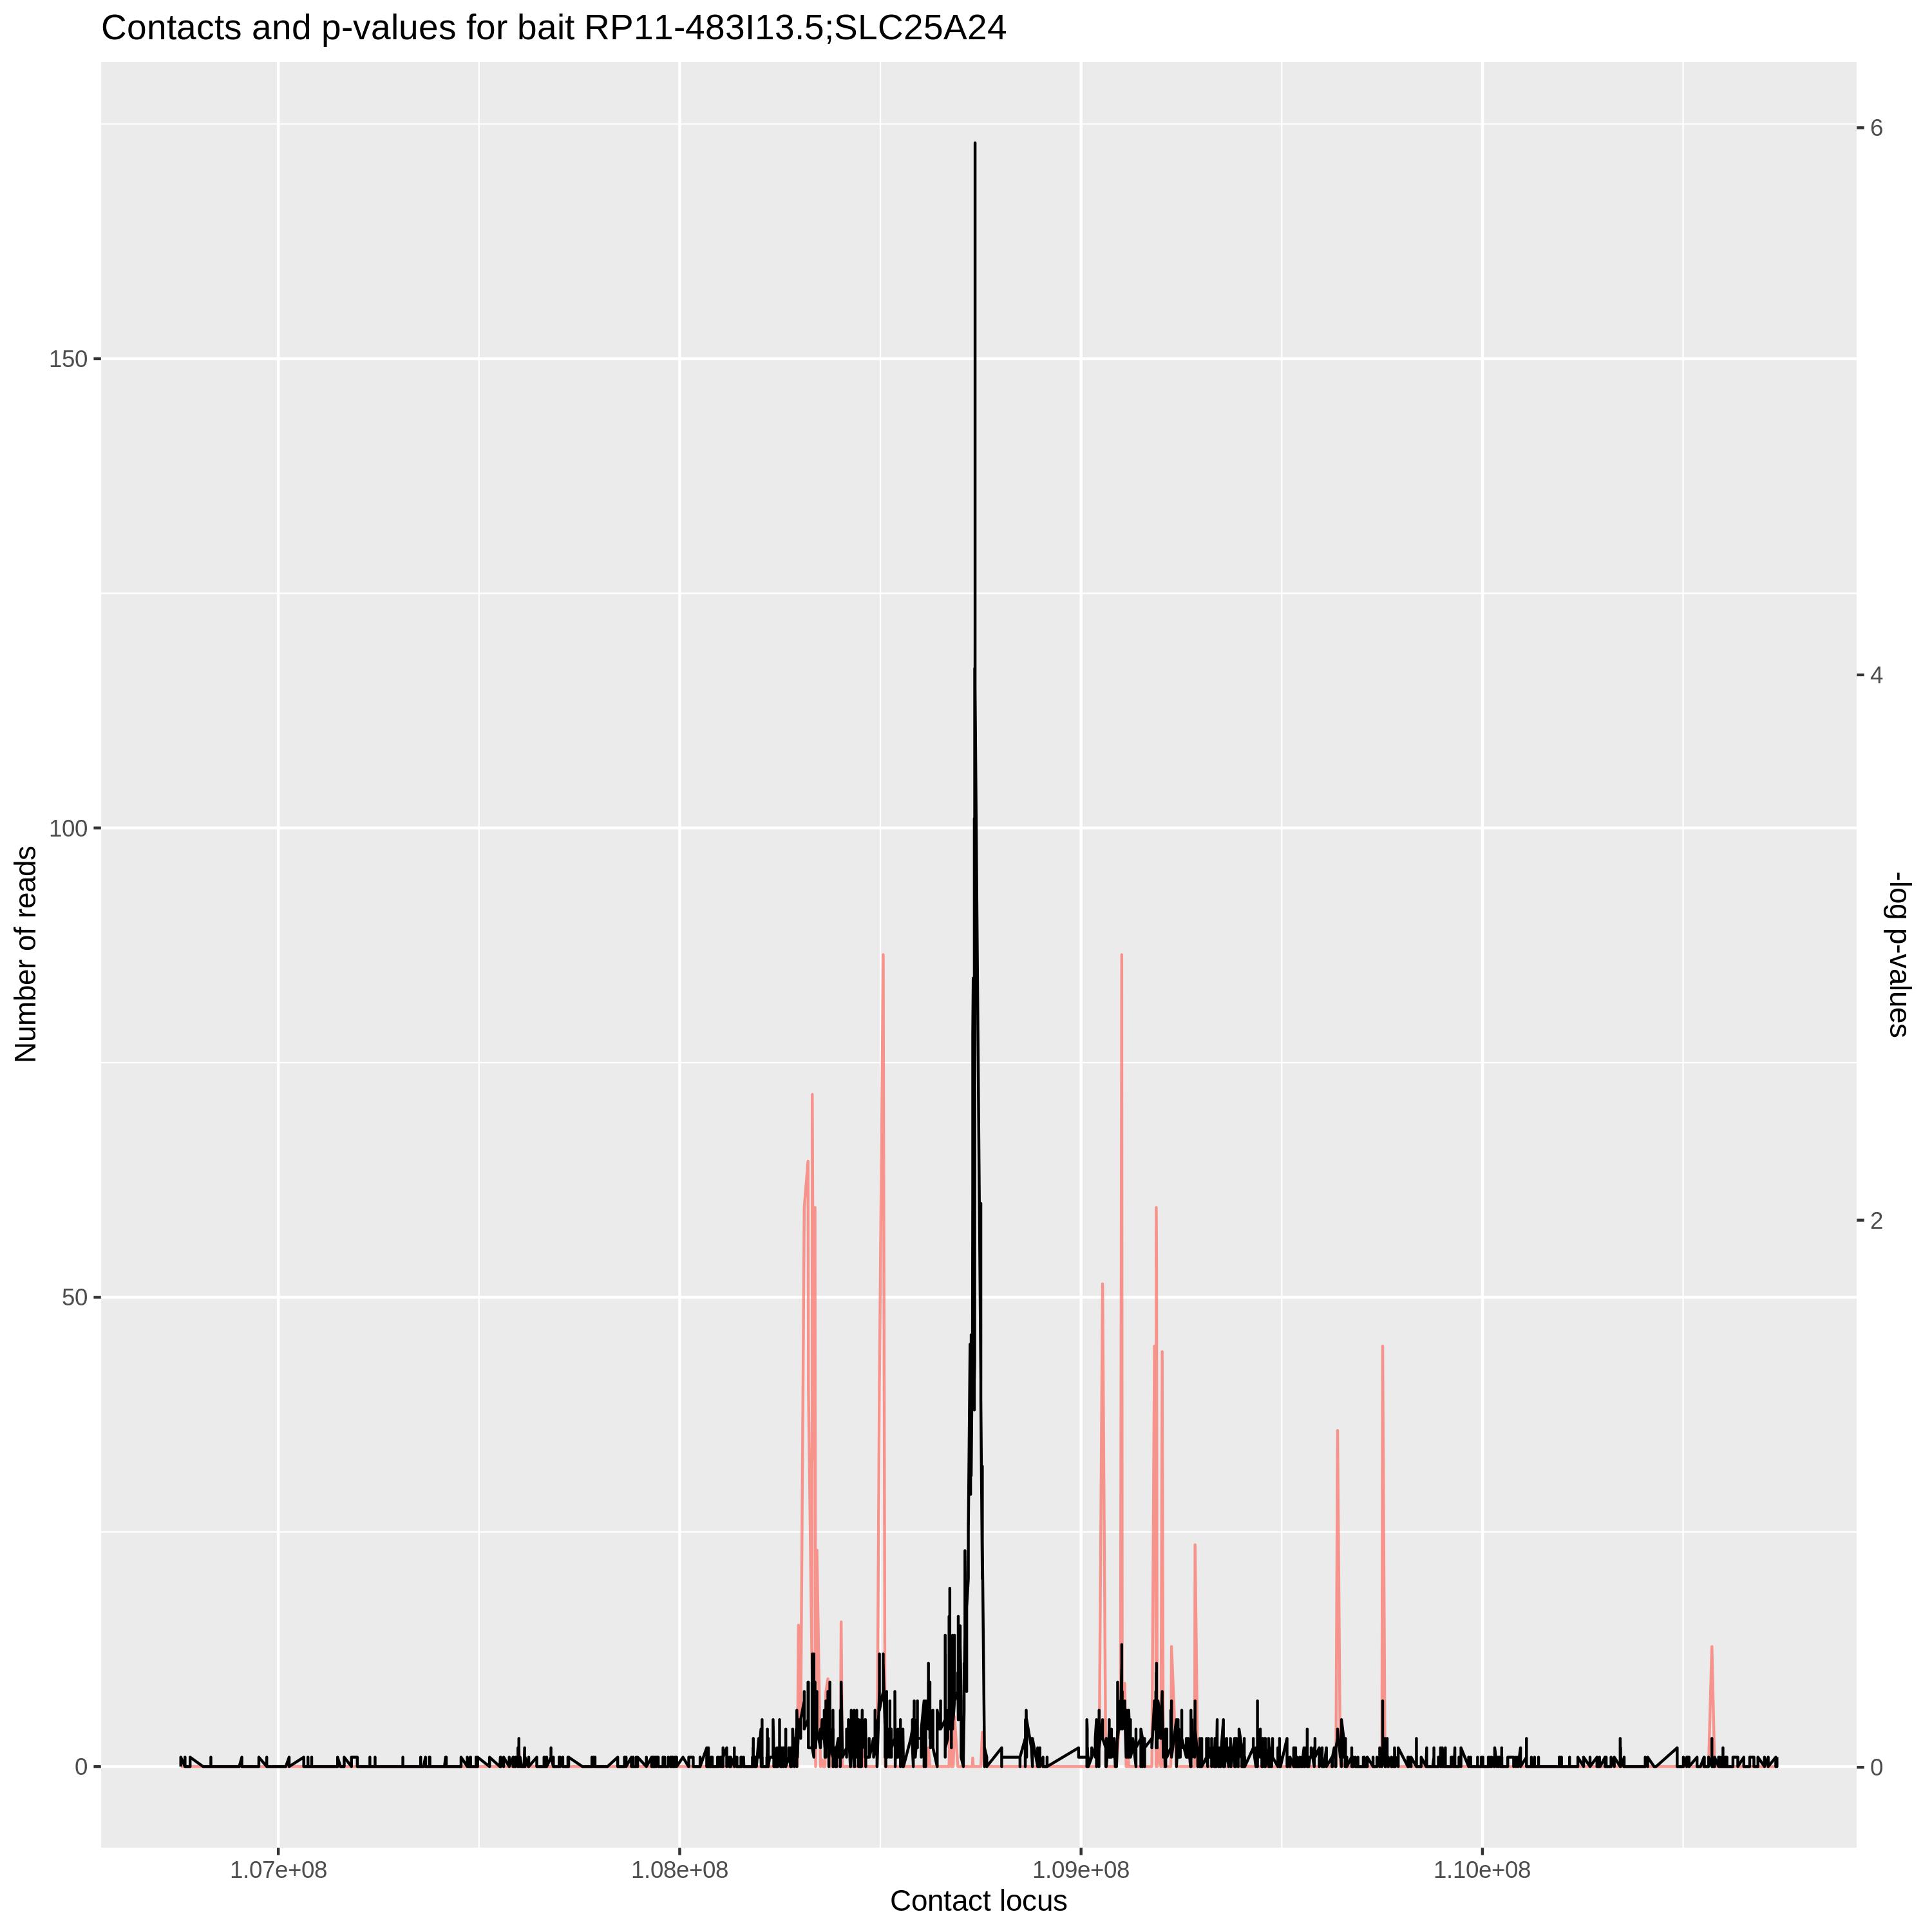 Contacts and p-values for bait RP11-483I13.5;SLC25A24
Number of reads
150
100
50
0
6
4
2
0
-log p-values
1.07e+08
1.08e+08
1.09e+08
1.10e+08
Contact locus